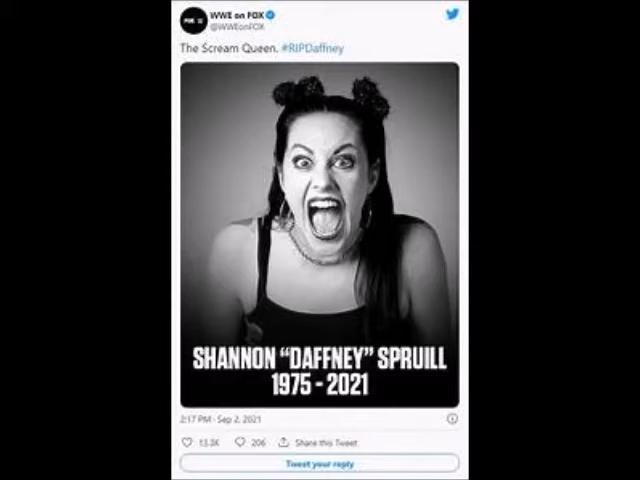 WWE on FOX
@WWEonFOX
The Scream Queen. #RIPDaffney
SHANNON “DAFFNEY” SPRUILL
1975 - 2021
2:17 PM · Sep 2, 2021
13.3K 206 Share this Tweet
Tweet your reply